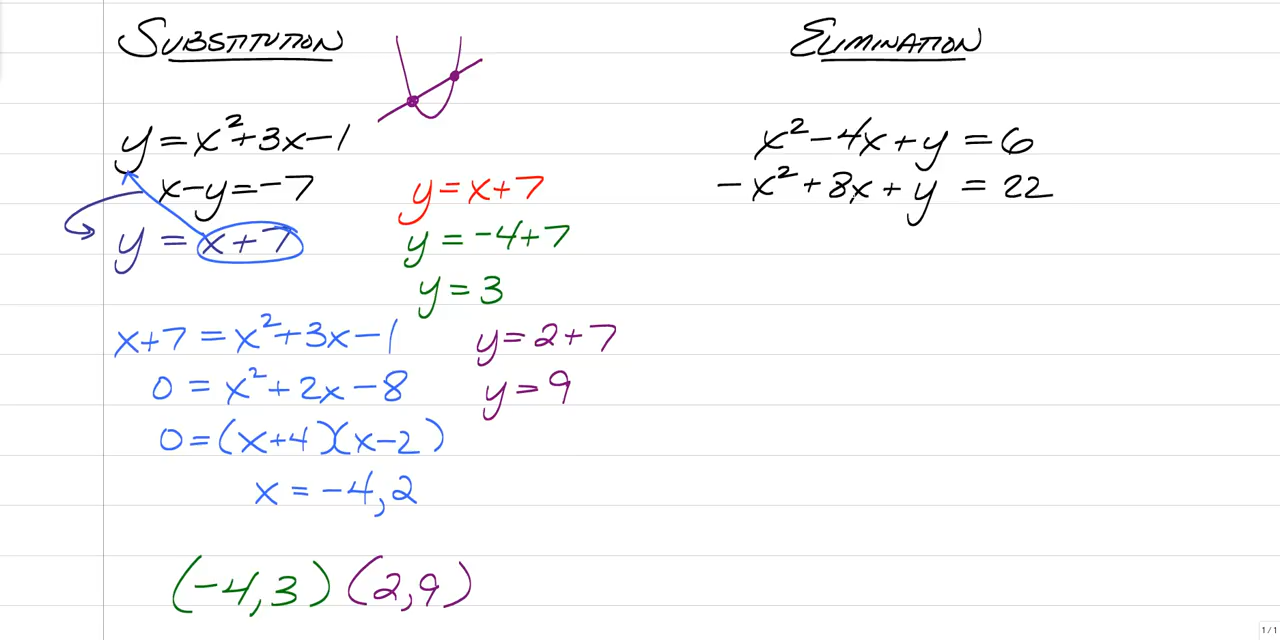 SUBSTITUTION
y = x² + 3x - 1
x - y = -7
y = x + 7
x + 7 = x² + 3x - 1
0 = x² + 2x - 8
0 = (x + 4)(x - 2)
x = -4, 2
y = x + 7
y = -4 + 7
y = 3
y = 2 + 7
y = 9
(-4, 3) (2, 9)
ELIMINATION
x² - 4x + y = 6
-x² + 8x + y = 22
1/1